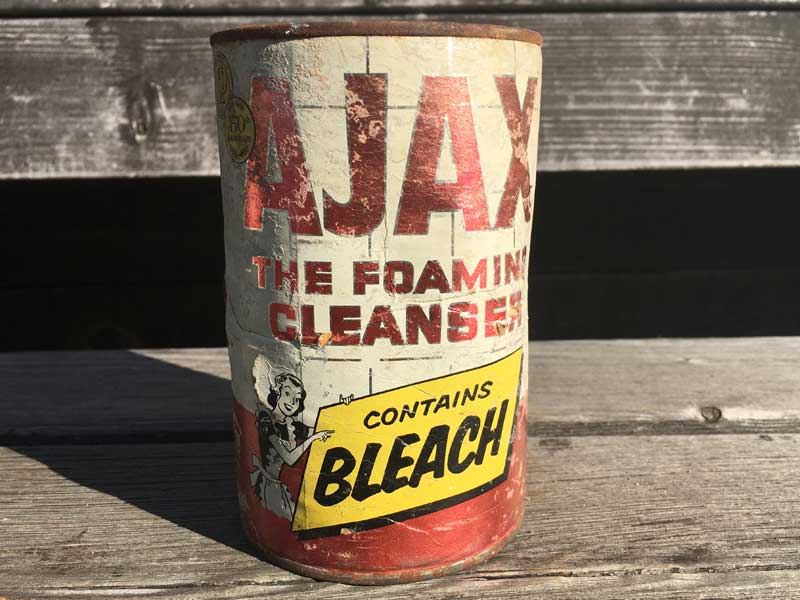 AJAX
THE FOAMING
CLEANSER
CONTAINS
BLEACH